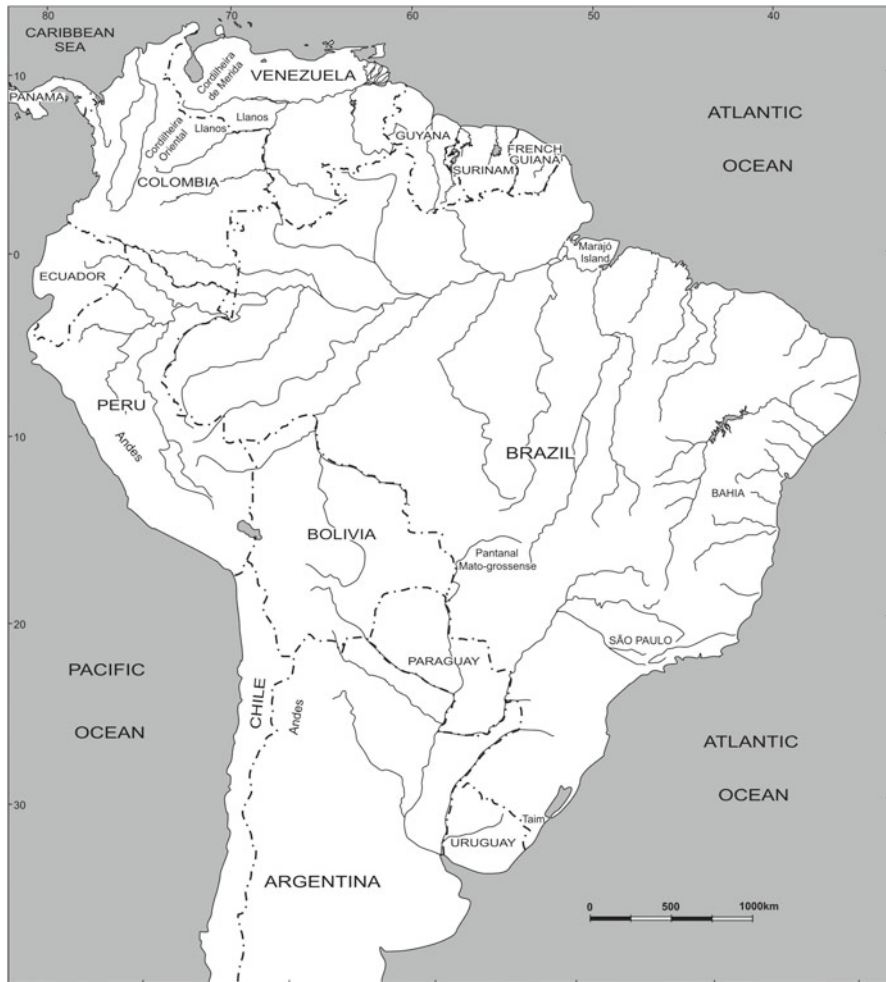 80
70
60
50
40
CARIBBEAN
SEA
10
PANAMA
Cordilheira
de Merida
VENEZUELA
Cordilheira
Oriental
Llanos
Llanos
COLOMBIA
GUYANA
SURINAM
FRENCH
GUIANA
ATLANTIC
OCEAN
0
ECUADOR
Marajó
Island
PERU
Andes
10
BRAZIL
BAHIA
BOLIVIA
Pantanal
Mato-grossense
20
SÃO PAULO
PARAGUAY
PACIFIC
OCEAN
CHILE
Andes
ATLANTIC
OCEAN
30
Taim
URUGUAY
ARGENTINA
0
500
1000km